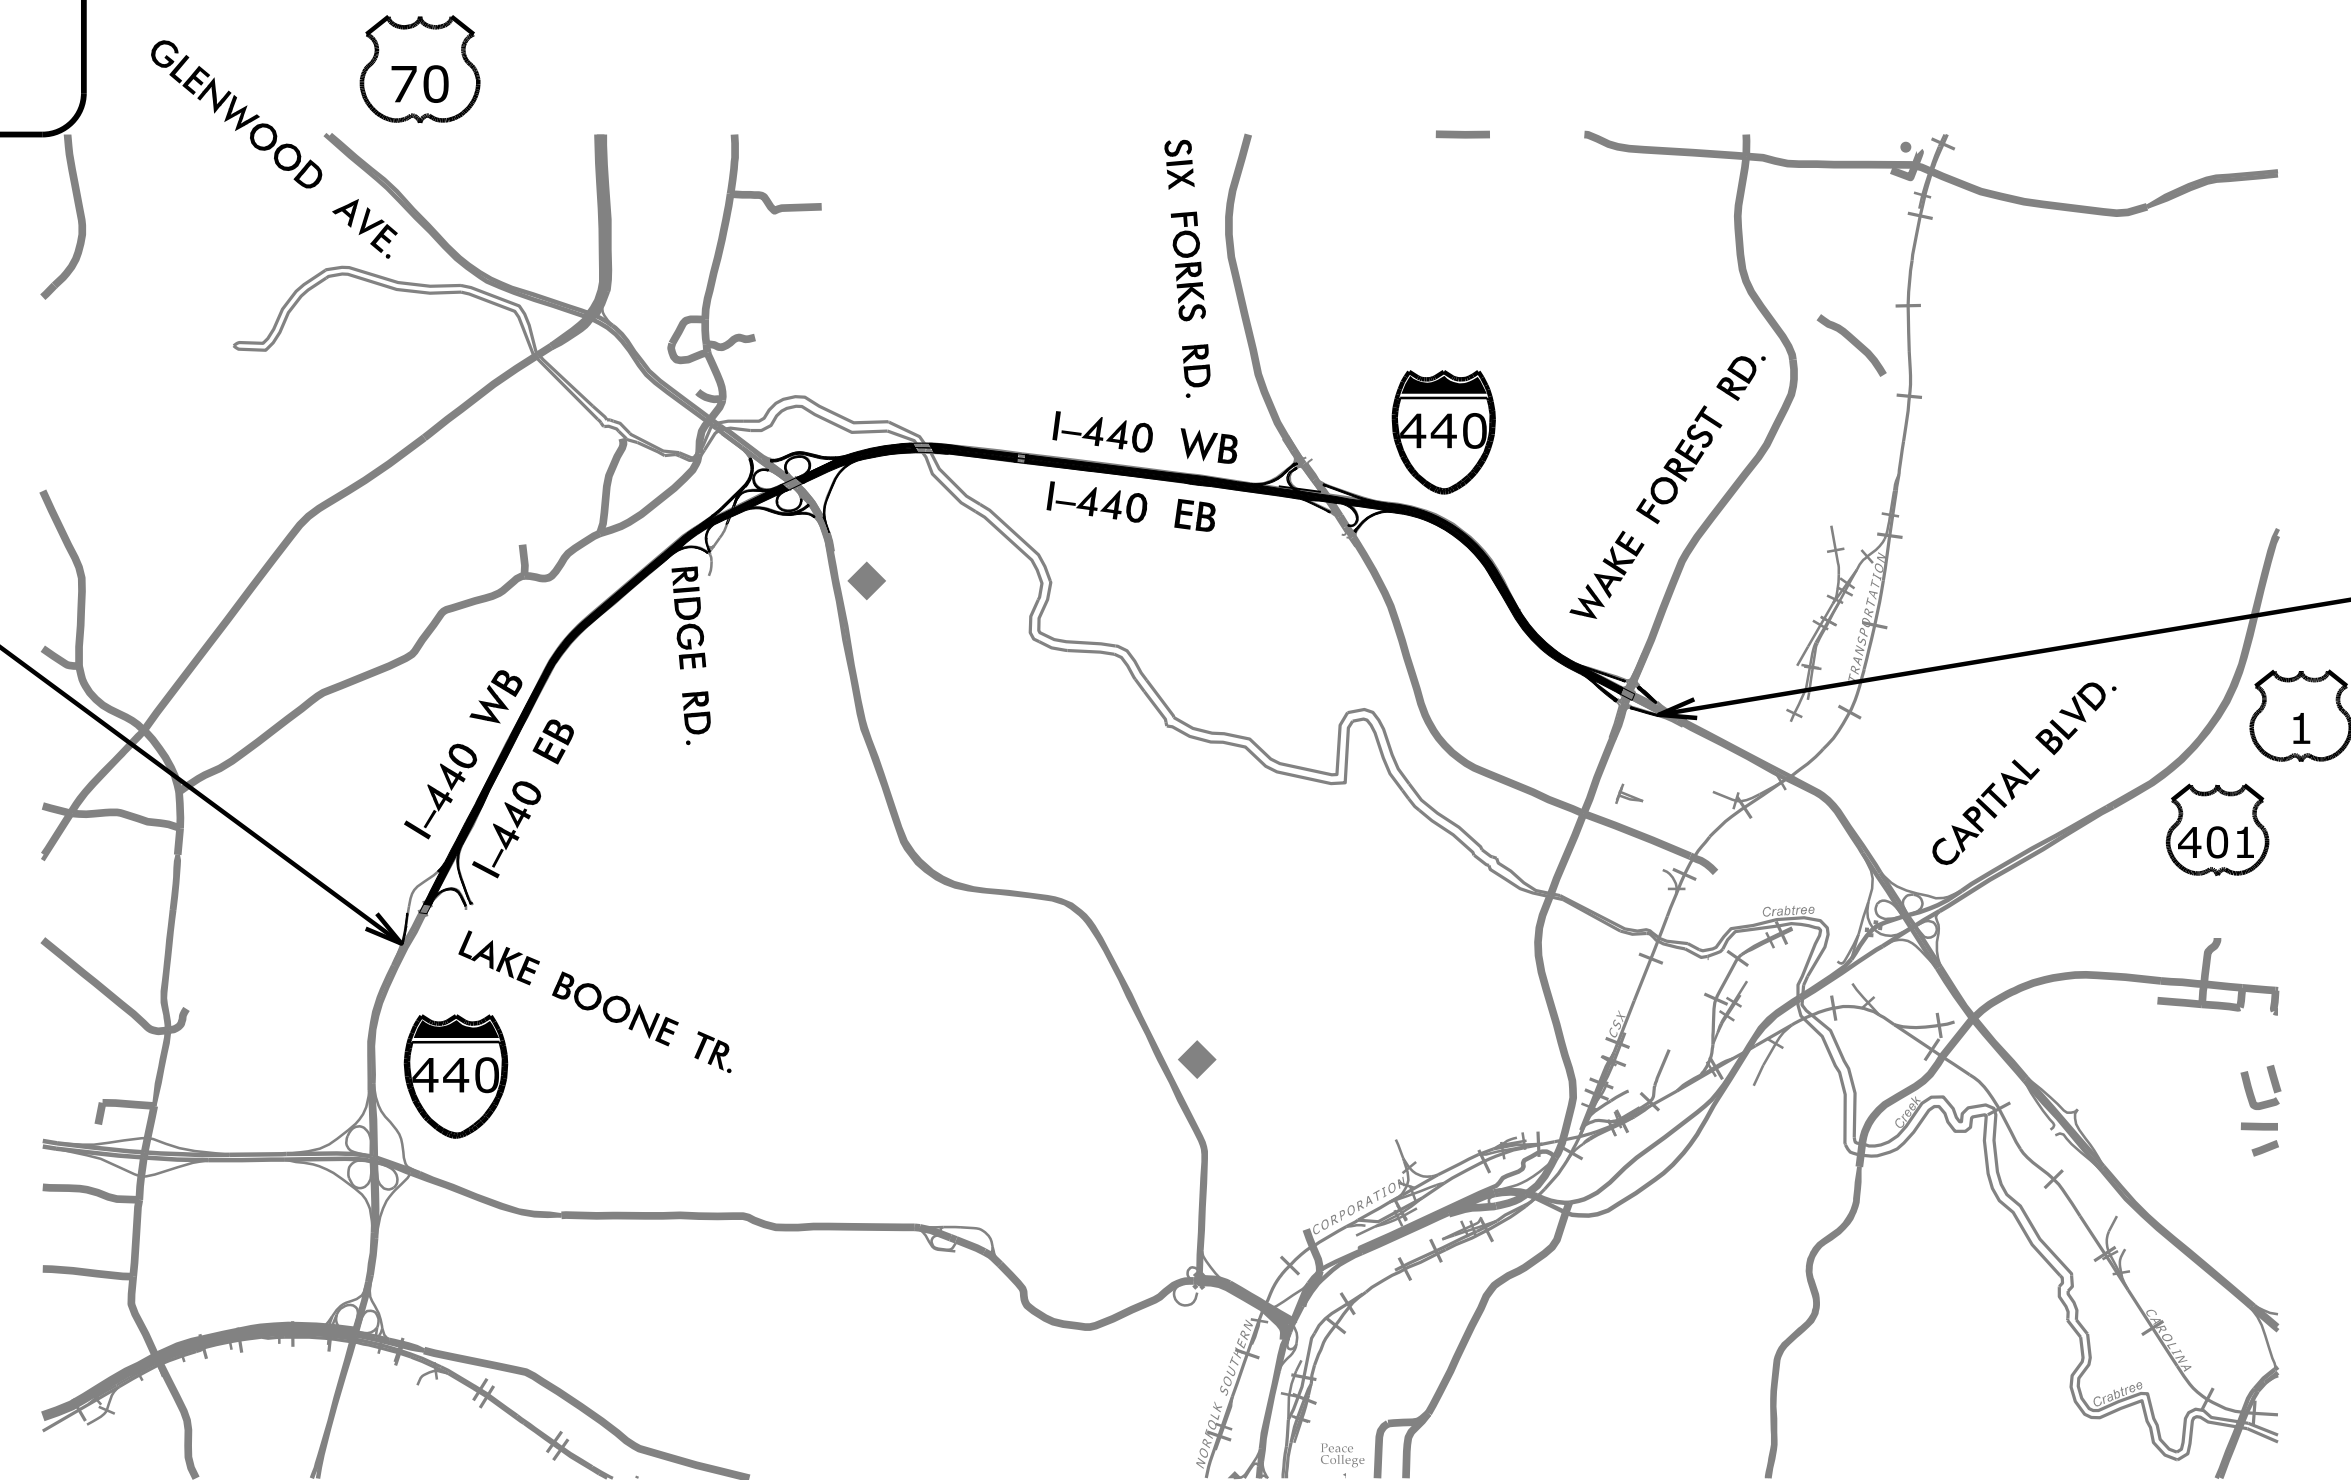 70
GLENWOOD AVE.
SIX FORKS RD.
I-440 WB
I-440 EB
440
WAKE FOREST RD.
TRANSPORTATION
RIDGE RD.
I-440 WB
I-440 EB
1
401
CAPITAL BLVD.
LAKE BOONE TR.
440
Crabtree
CSX
Creek
CORPORATION
NORFOLK SOUTHERN
CAROLINA
Crabtree
Peace
College